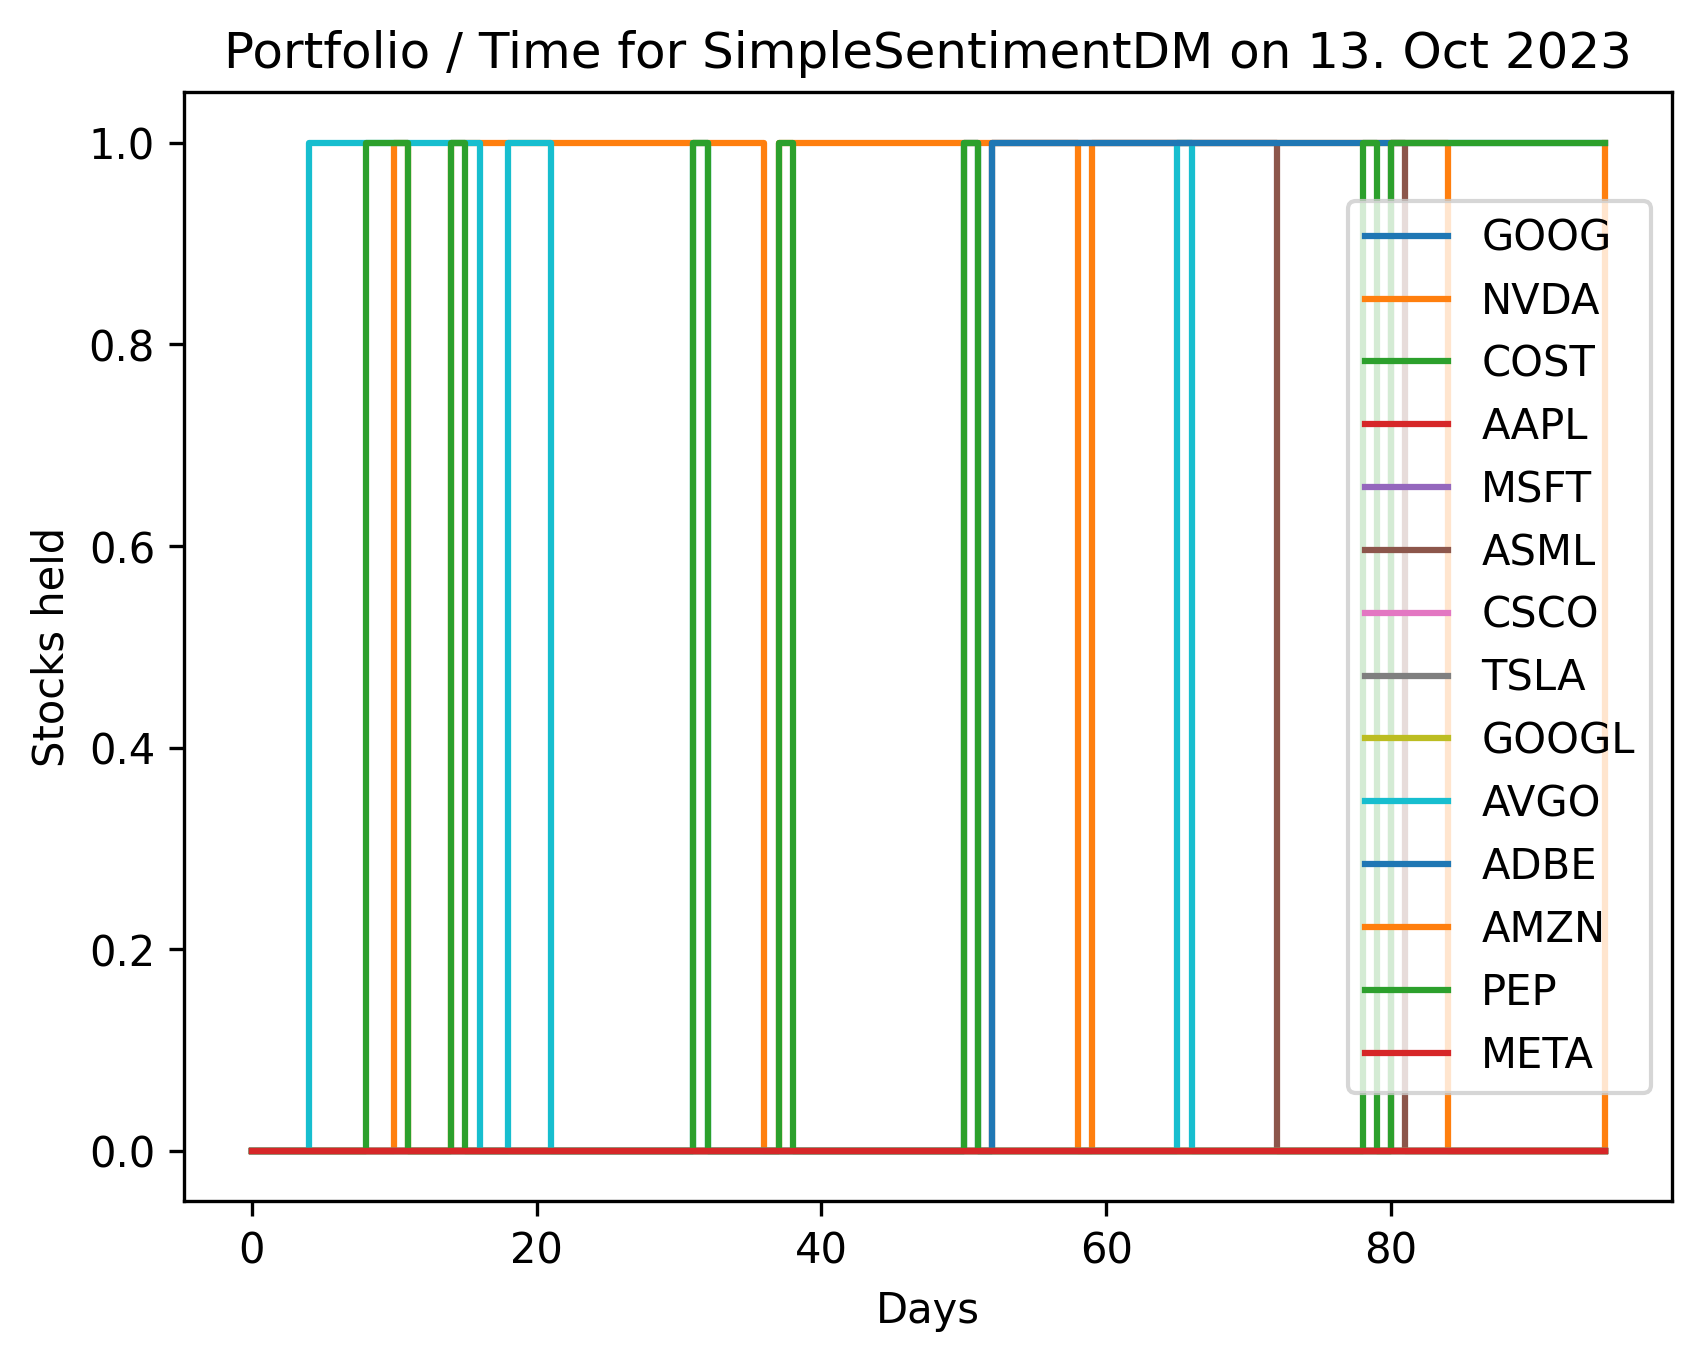 Portfolio / Time for SimpleSentimentDM on 13. Oct 2023
1.0
0.8
0.6
0.4
0.2
0.0
Stocks held
GOOG
NVDA
COST
AAPL
MSFT
ASML
CSCO
TSLA
GOOGL
AVGO
ADBE
AMZN
PEP
META
0 20 40 60 80
Days